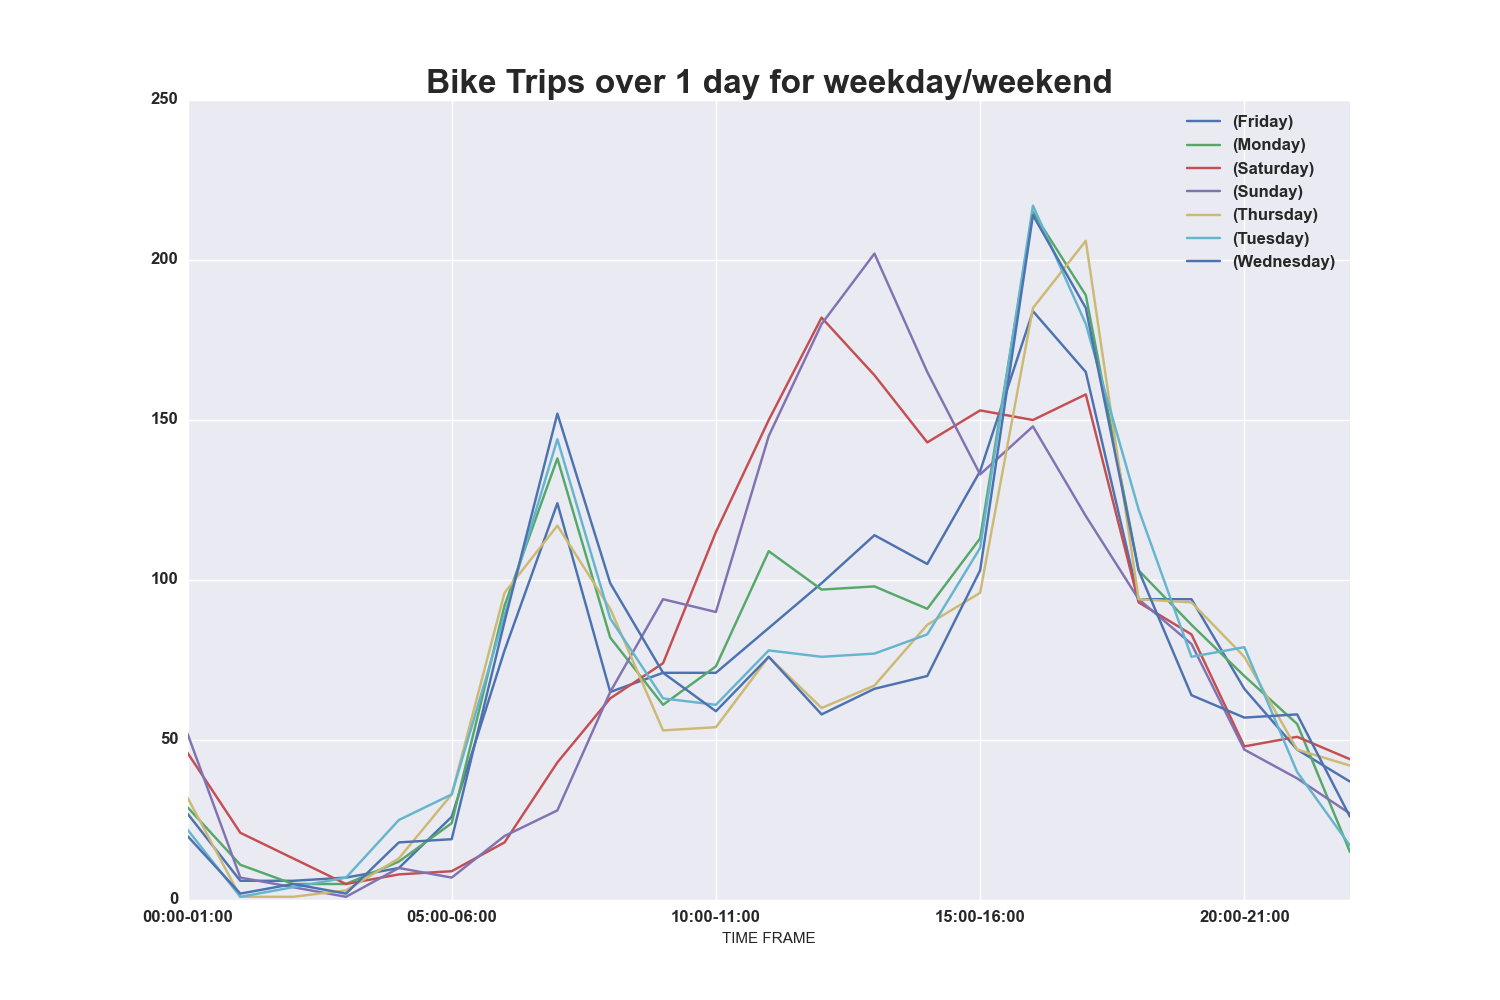 Bike Trips over 1 day for weekday/weekend
250
200
150
100
50
0
(Friday)
(Monday)
(Saturday)
(Sunday)
(Thursday)
(Tuesday)
(Wednesday)
00:00-01:00 05:00-06:00 10:00-11:00 15:00-16:00 20:00-21:00
TIME FRAME